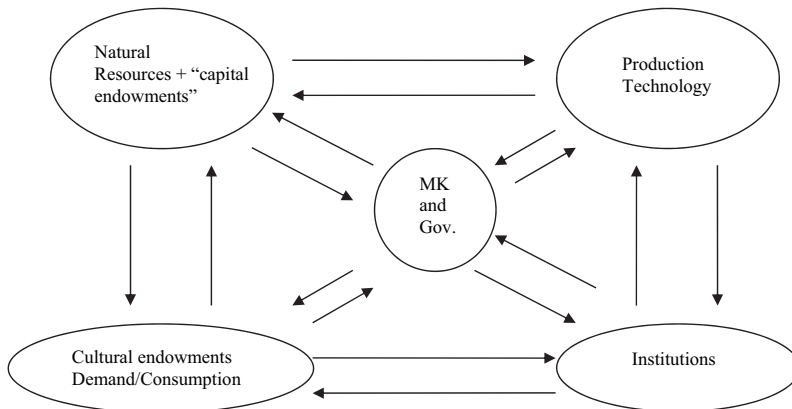 Natural
Resources + “capital
endowments”
Production
Technology
MK
and
Gov.
Cultural endowments
Demand/Consumption
Institutions